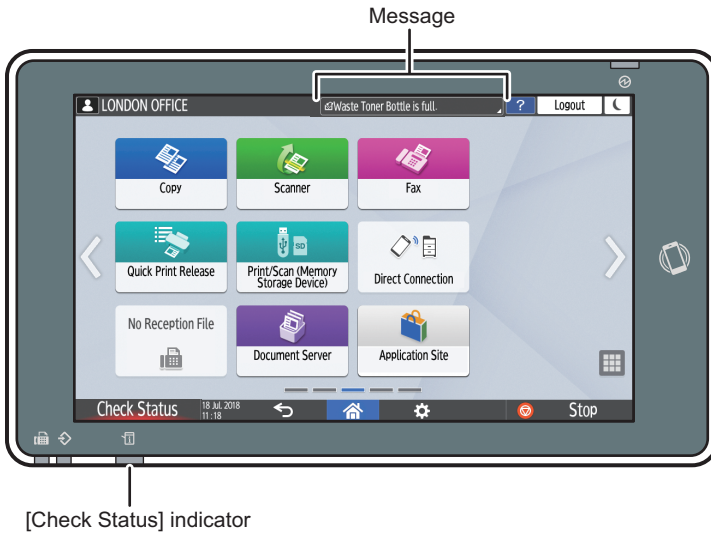 Message
LONDON OFFICE
Waste Toner Bottle is full.
?
Logout
Copy
Scanner
Fax
Quick Print Release
SD
Print/Scan (Memory
Storage Device)
Direct Connection
No Reception File
Document Server
Application Site
Check Status
18 Jul. 2018
11 : 18
Stop
[Check Status] indicator